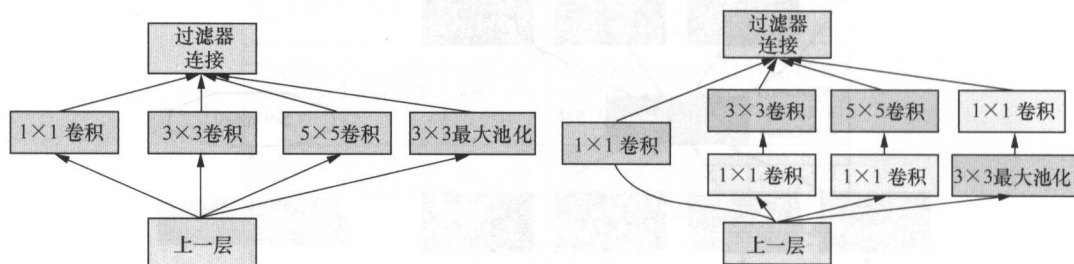 过滤器
连接
1×1 卷积
3×3卷积
5×5卷积
3×3最大池化
上一层
过滤器
连接
3×3卷积
5×5卷积
1×1 卷积
1×1 卷积
1×1 卷积
1×1 卷积
3×3最大池化
上一层